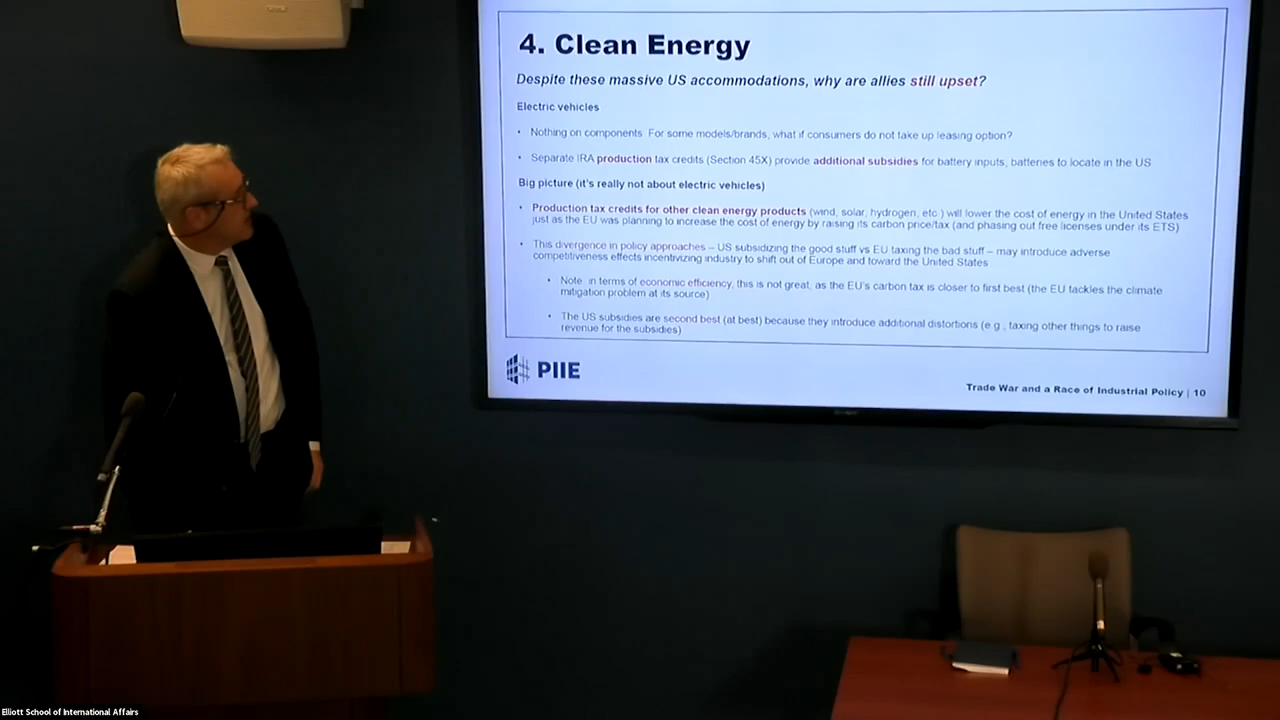 4. Clean Energy
Despite these massive US accommodations, why are allies still upset?
Electric vehicles
• Nothing on components. For some models/brands, what if consumers do not take up leasing option?
• Separate IRA production tax credits (Section 45X) provide additional subsidies for battery inputs, batteries to locate in the US
Big picture (it's really not about electric vehicles)
• Production tax credits for other clean energy products (wind, solar, hydrogen, etc.) will lower the cost of energy in the United States
just as the EU was planning to increase the cost of energy by raising its carbon price/tax (and phasing out free licenses under its ETS)
• This divergence in policy approaches – US subsidizing the good stuff vs EU taxing the bad stuff – may introduce adverse
competitiveness effects incentivizing industry to shift out of Europe and toward the United States
• Note: in terms of economic efficiency, this is not great, as the EU's carbon tax is closer to first best (the EU tackles the climate
mitigation problem at its source)
• The US subsidies are second best (at best) because they introduce additional distortions (e.g., taxing other things to raise
revenue for the subsidies)
PIIE
Trade War and a Race of Industrial Policy | 10
Elliott School of International Affairs